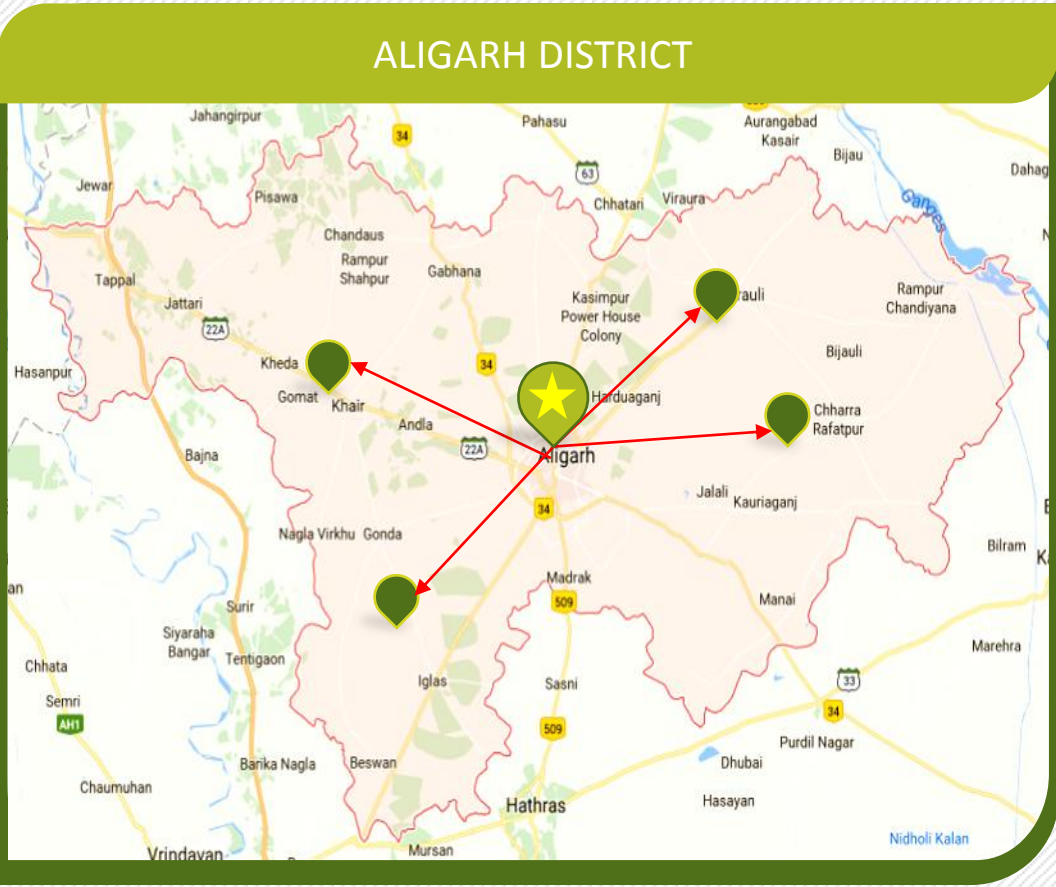 ALIGARH DISTRICT
Jahangirpur
34
Pahasu
Aurangabad
Kasair
Bijau
63
Dahag
Jewar
Pisawa
Chhatari
Viraura
Ganges
Chandaus
Rampur
Shahpur
Gabhana
Tappal
Jattari
Kasimpur
Power House
Colony
rauli
Rampur
Chandiyana
22A
Bijauli
Hasanpur
Kheda
34
Gomat
Khair
Harduaganj
Chharra
Rafatpur
Andla
22A
Bajna
Aligarh
Jalali
Kauriaganj
34
Nagla Virkhu
Gonda
Bilram
Madrak
509
Manai
an
Surir
Siyaraha
Bangar
Tentigaon
Marehra
Chhata
Iglas
Sasni
33
Semri
AH1
34
509
Purdil Nagar
Barika Nagla
Beswan
Dhubai
Chaumuhan
Hathras
Hasayan
Nidholi Kalan
Vrindavan
Mursan